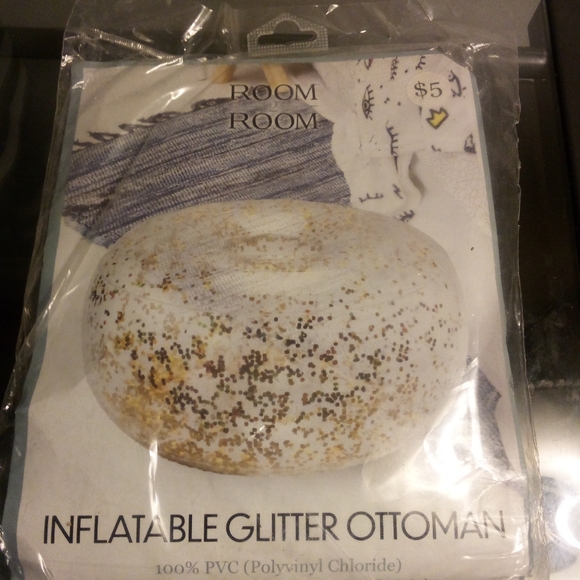 ROOM
ROOM
$5
INFLATABLE GLITTER OTTOMAN
100% PVC (Polyvinyl Chloride)